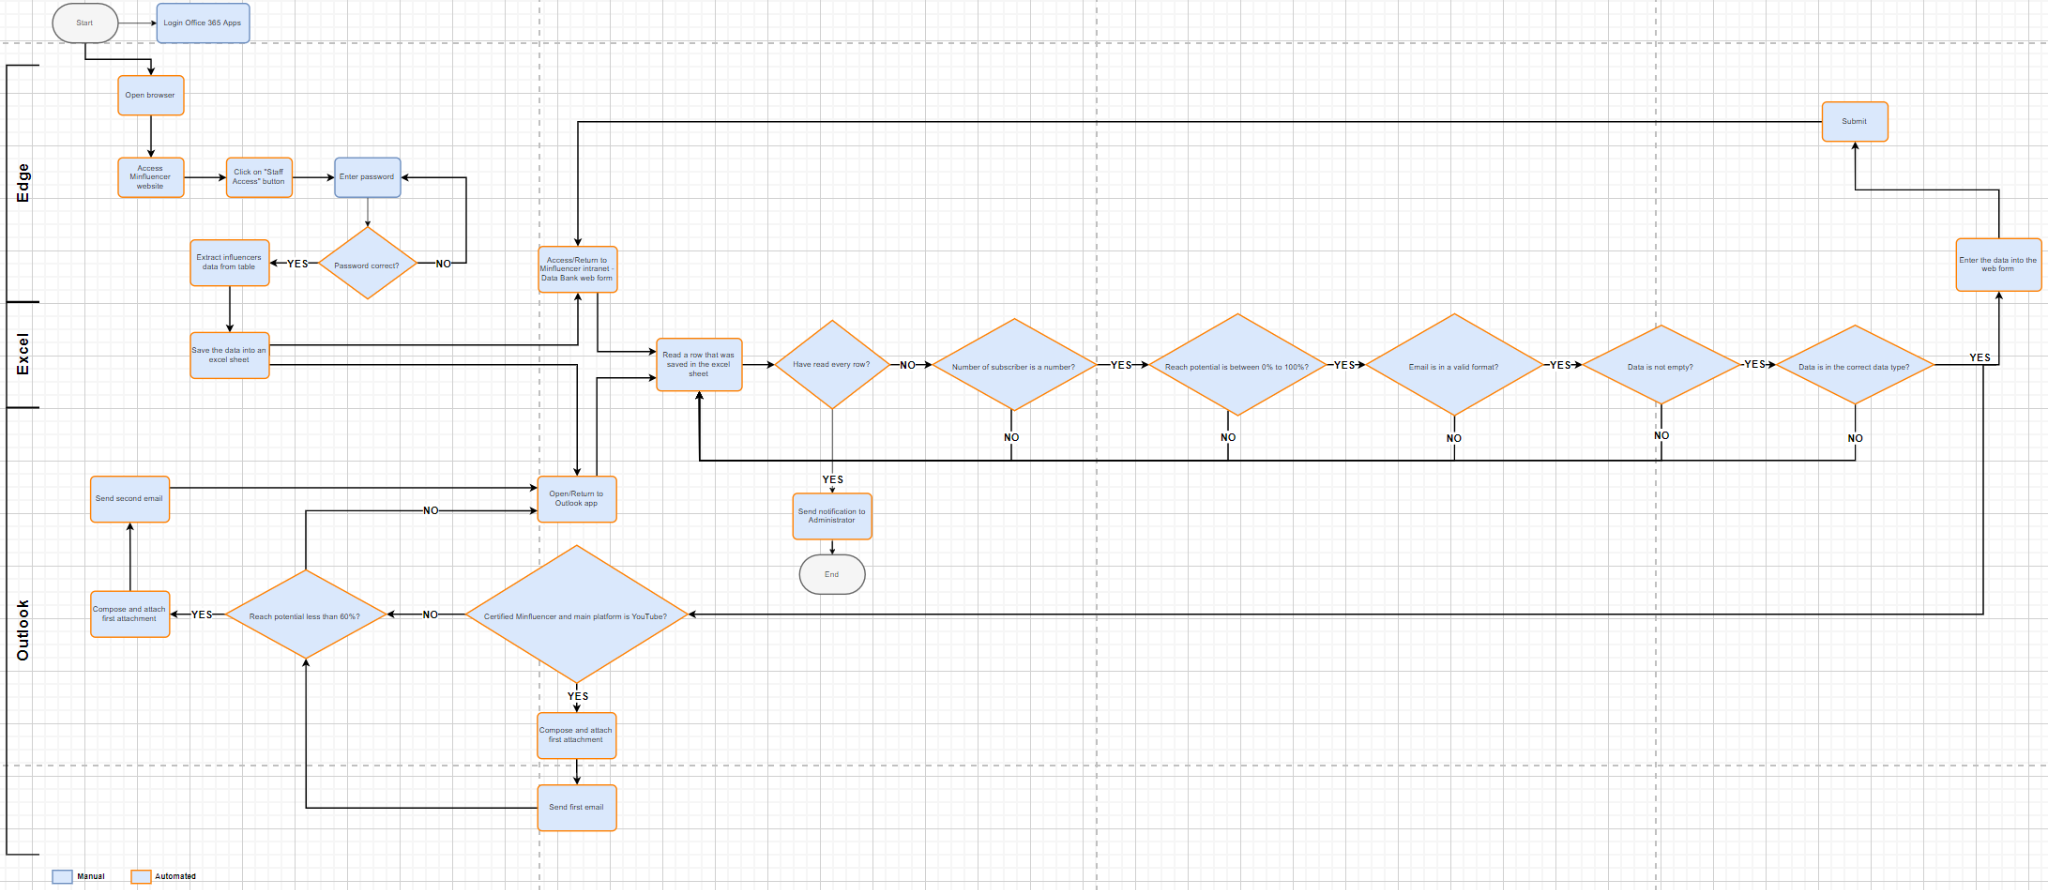 Start
Login Office 365 Apps
Edge
Open browser
Access
Minfluencer
website
Click on "Staff
Access" button
Enter password
Password correct?
YES
NO
Extract influencers
data from table
Submit
Access/Return to
Minfluencer intranet -
Data Bank web form
Enter the data into the
web form
Excel
Save the data into an
excel sheet
Read a row that was
saved in the excel
sheet
Have read every row?
NO
Number of subscriber is a number?
YES
Reach potential is between 0% to 100%?
YES
Email is in a valid format?
YES
Data is not empty?
YES
Data is in the correct data type?
YES
NO
NO
NO
NO
NO
YES
Send notification to
Administrator
End
Outlook
Send second email
NO
Open/Return to
Outlook app
Compose and attach
first attachment
YES
Reach potential less than 60%?
NO
Certified Minfluencer and main platform is YouTube?
YES
Compose and attach
first attachment
Send first email
Manual
Automated